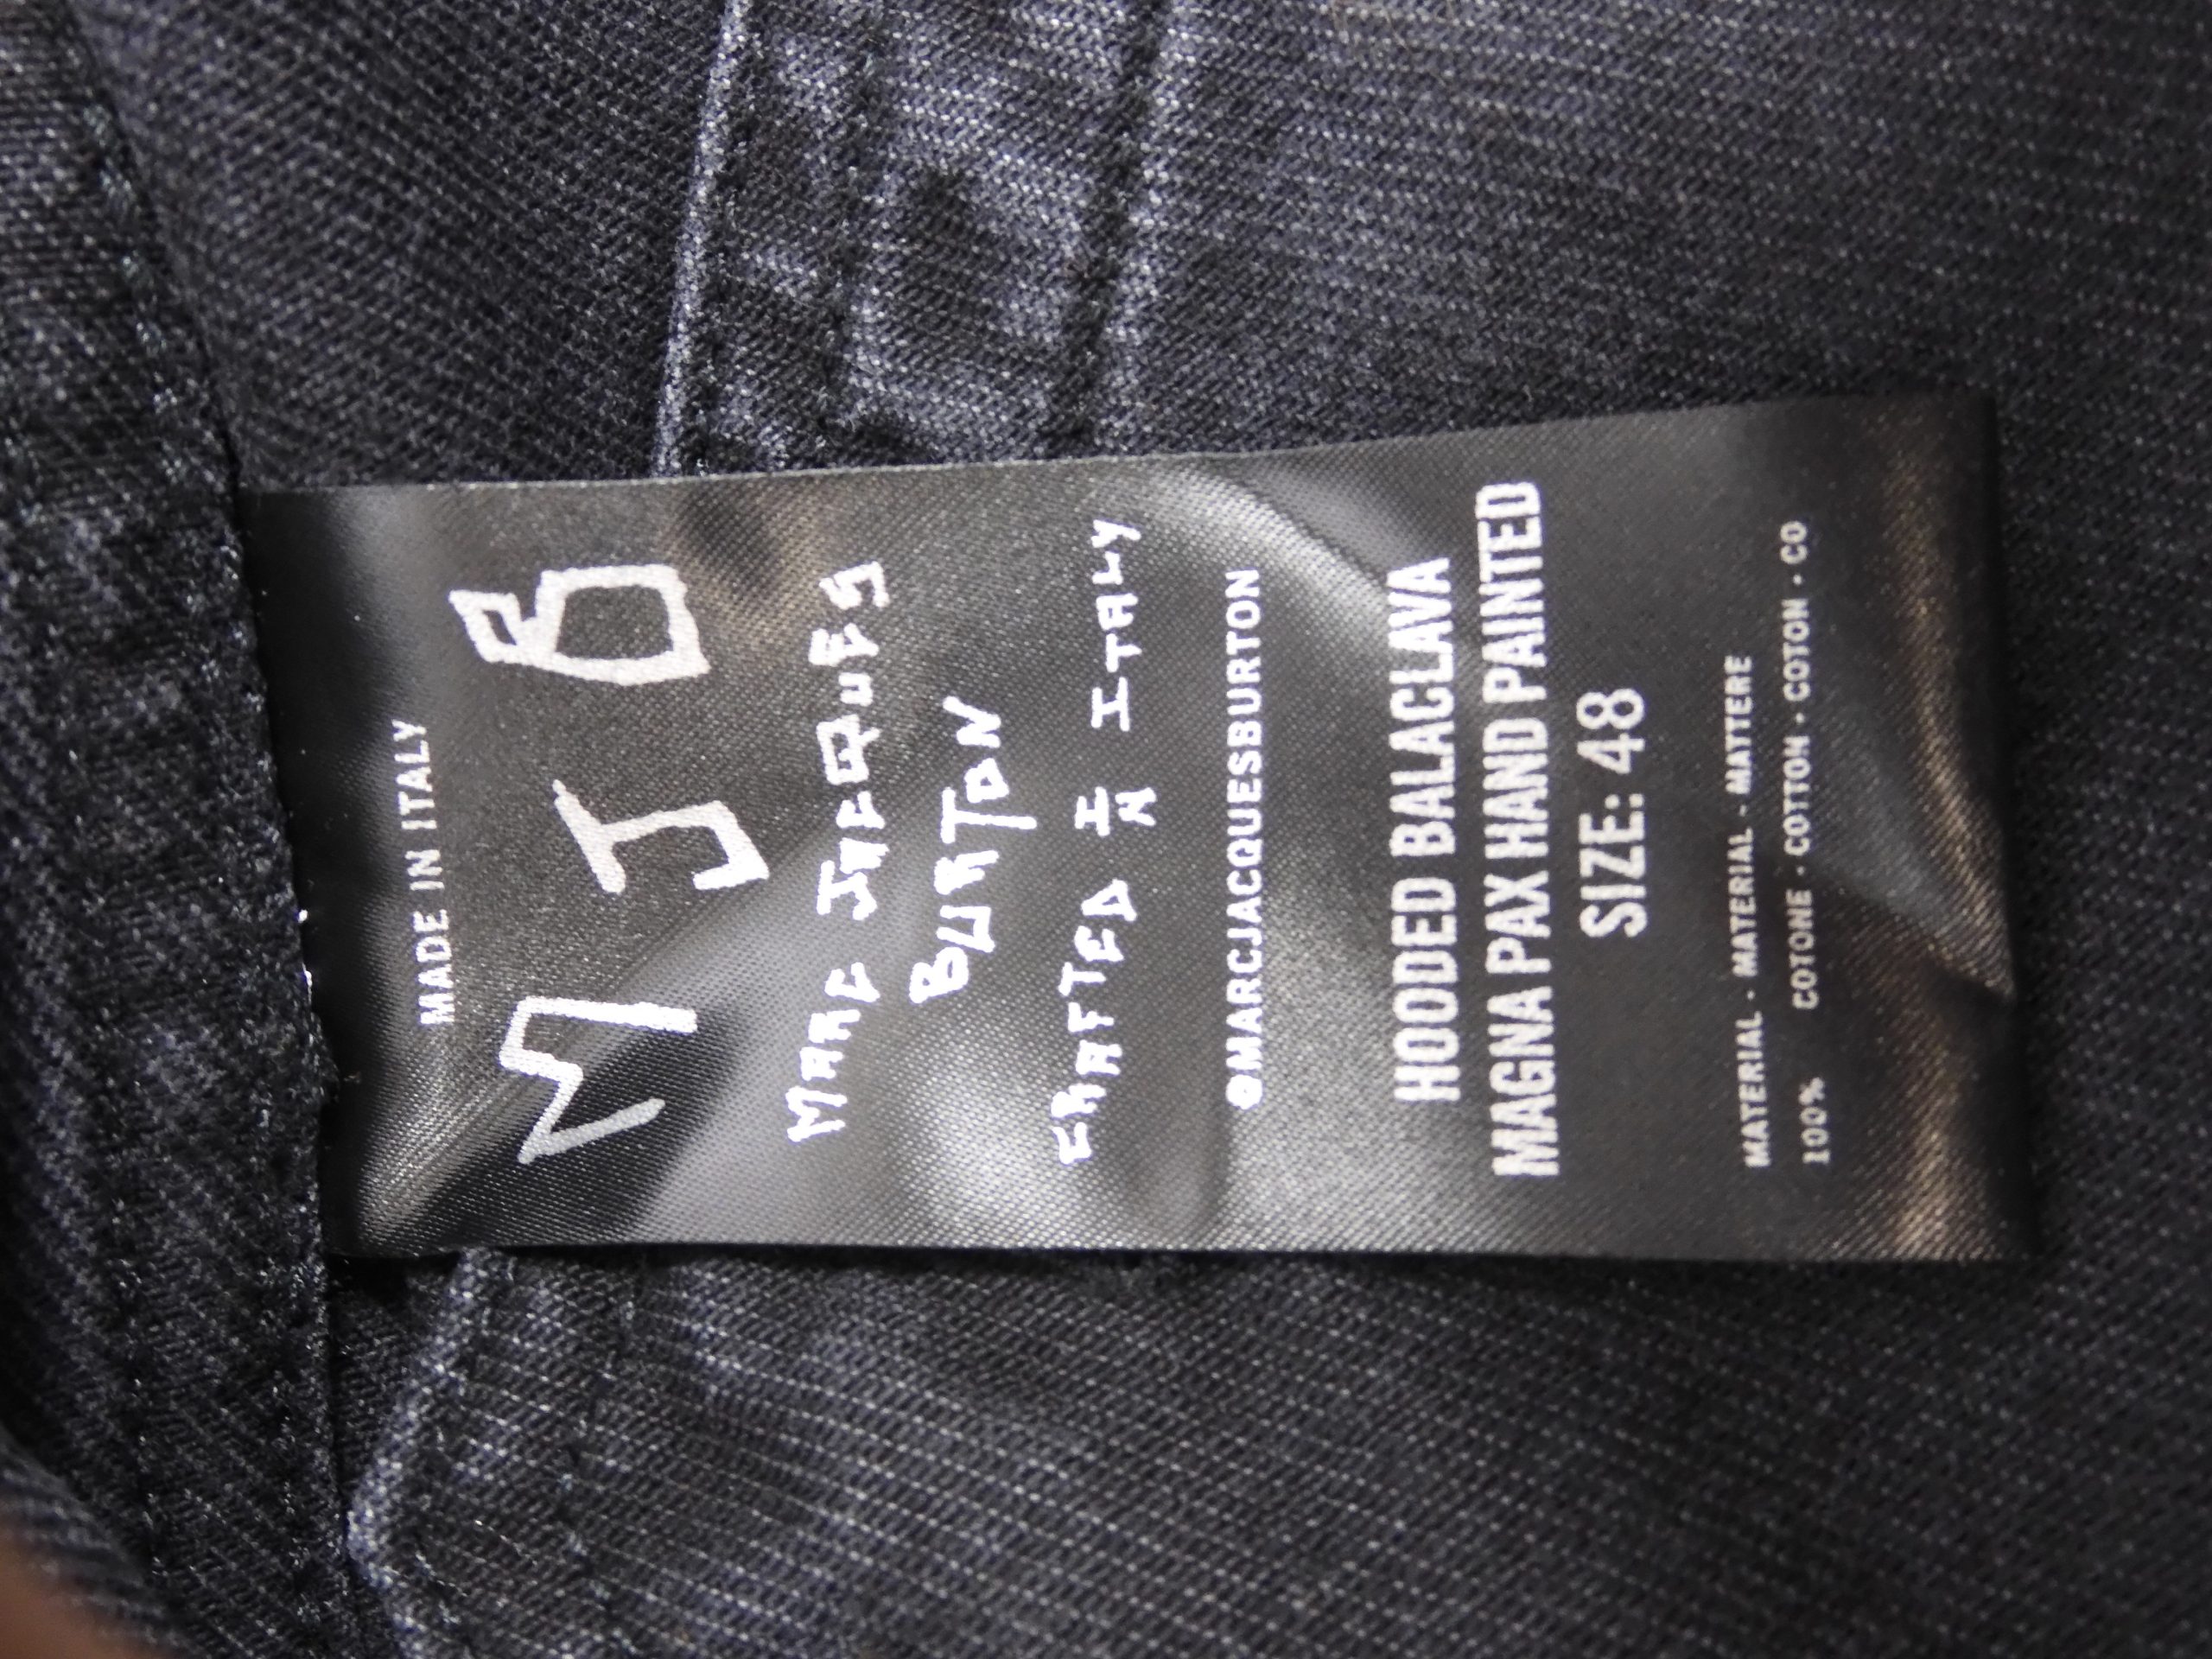 MADE IN ITALY
MJB
MARC JACQUES
BURTON
CRAFTED IN ITALY
@MARCJACQUESBURTON
HOODED BALACLAVA
MAGNA PAX HAND PAINTED
SIZE: 48
MATERIAL - MATERIAL - MATTERE
100% COTONE - COTTOM - COTON - CO